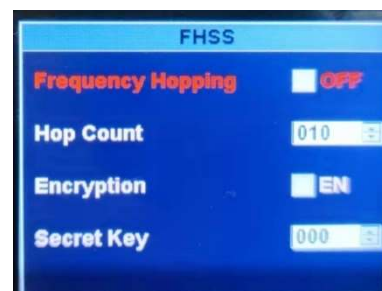 FHSS
Frequency Hopping OFF
Hop Count 010
Encryption EN
Secret Key 000